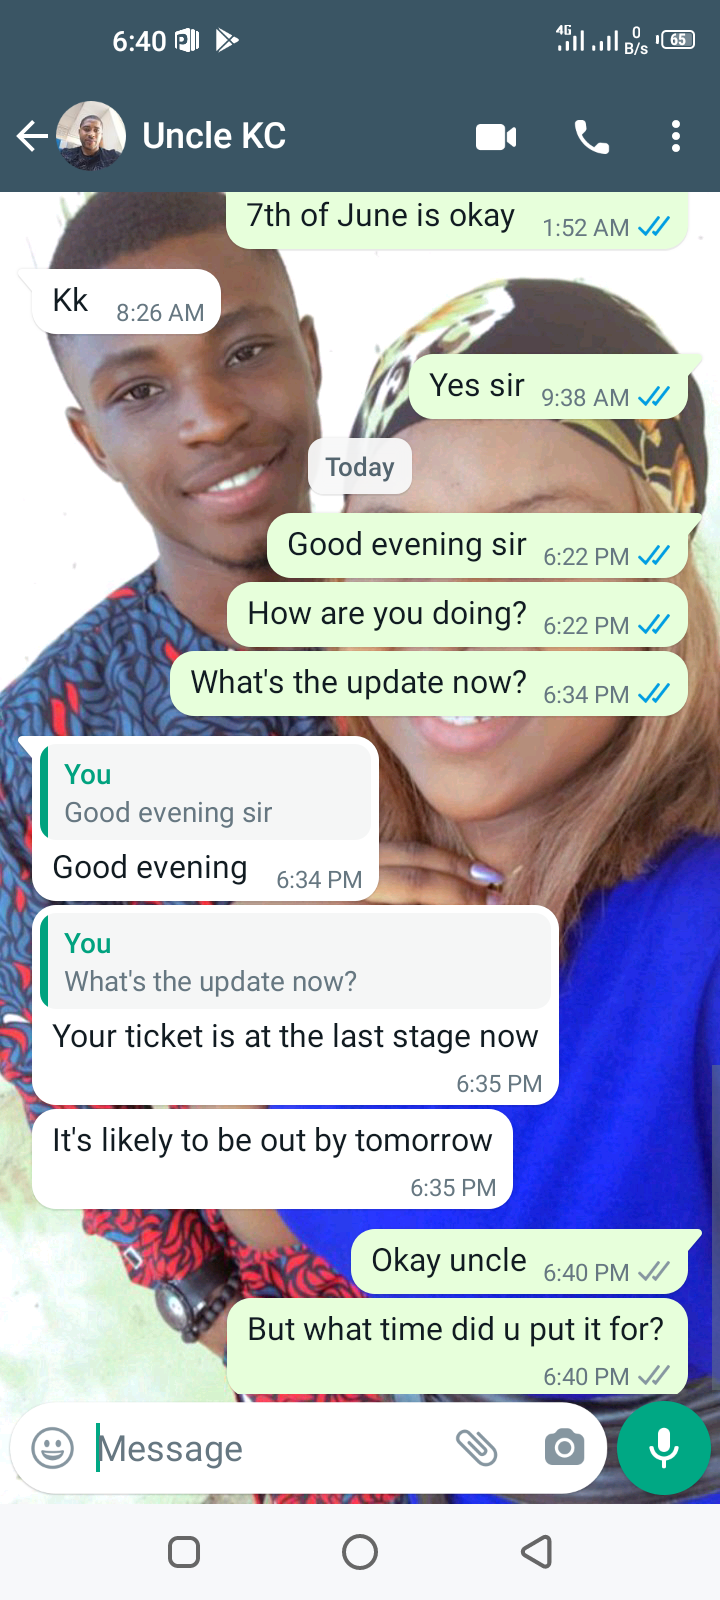 6:40
4G
0
B/s
65
Uncle KC
7th of June is okay 1:52 AM
Kk 8:26 AM
Yes sir 9:38 AM
Today
Good evening sir 6:22 PM
How are you doing? 6:22 PM
What's the update now? 6:34 PM
You
Good evening sir
Good evening 6:34 PM
You
What's the update now?
Your ticket is at the last stage now
6:35 PM
It's likely to be out by tomorrow
6:35 PM
Okay uncle 6:40 PM
But what time did u put it for?
6:40 PM
Message